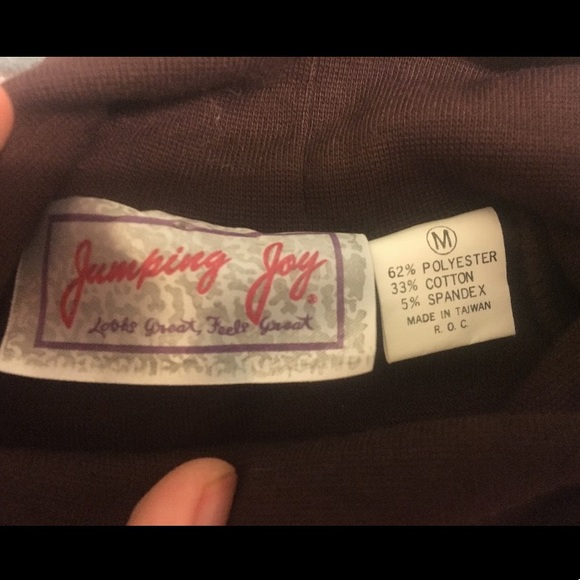 Jumping Joy®
Looks Great, Feels Great
M
62% POLYESTER
33% COTTON
5% SPANDEX
MADE IN TAIWAN
R. O. C.